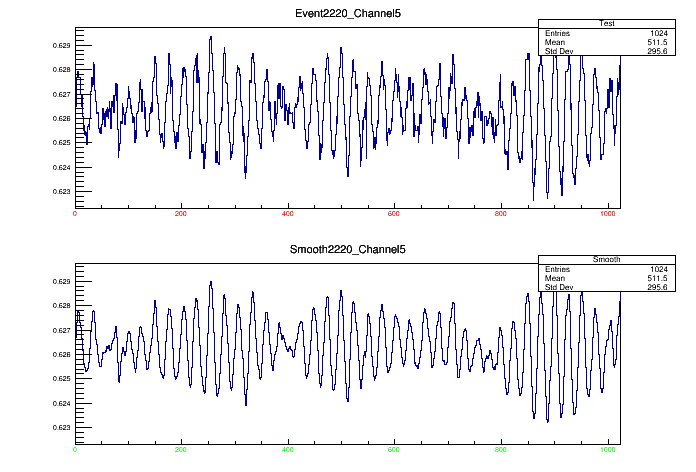 Event2220_Channel5
Test
Entries 1024
Mean 511.5
Std Dev 295.6
0.629
0.628
0.627
0.626
0.625
0.624
0.623
0 200 400 600 800 1000
Smooth2220_Channel5
Smooth
Entries 1024
Mean 511.5
Std Dev 295.6
0.629
0.628
0.627
0.626
0.625
0.624
0.623
0 200 400 600 800 1000